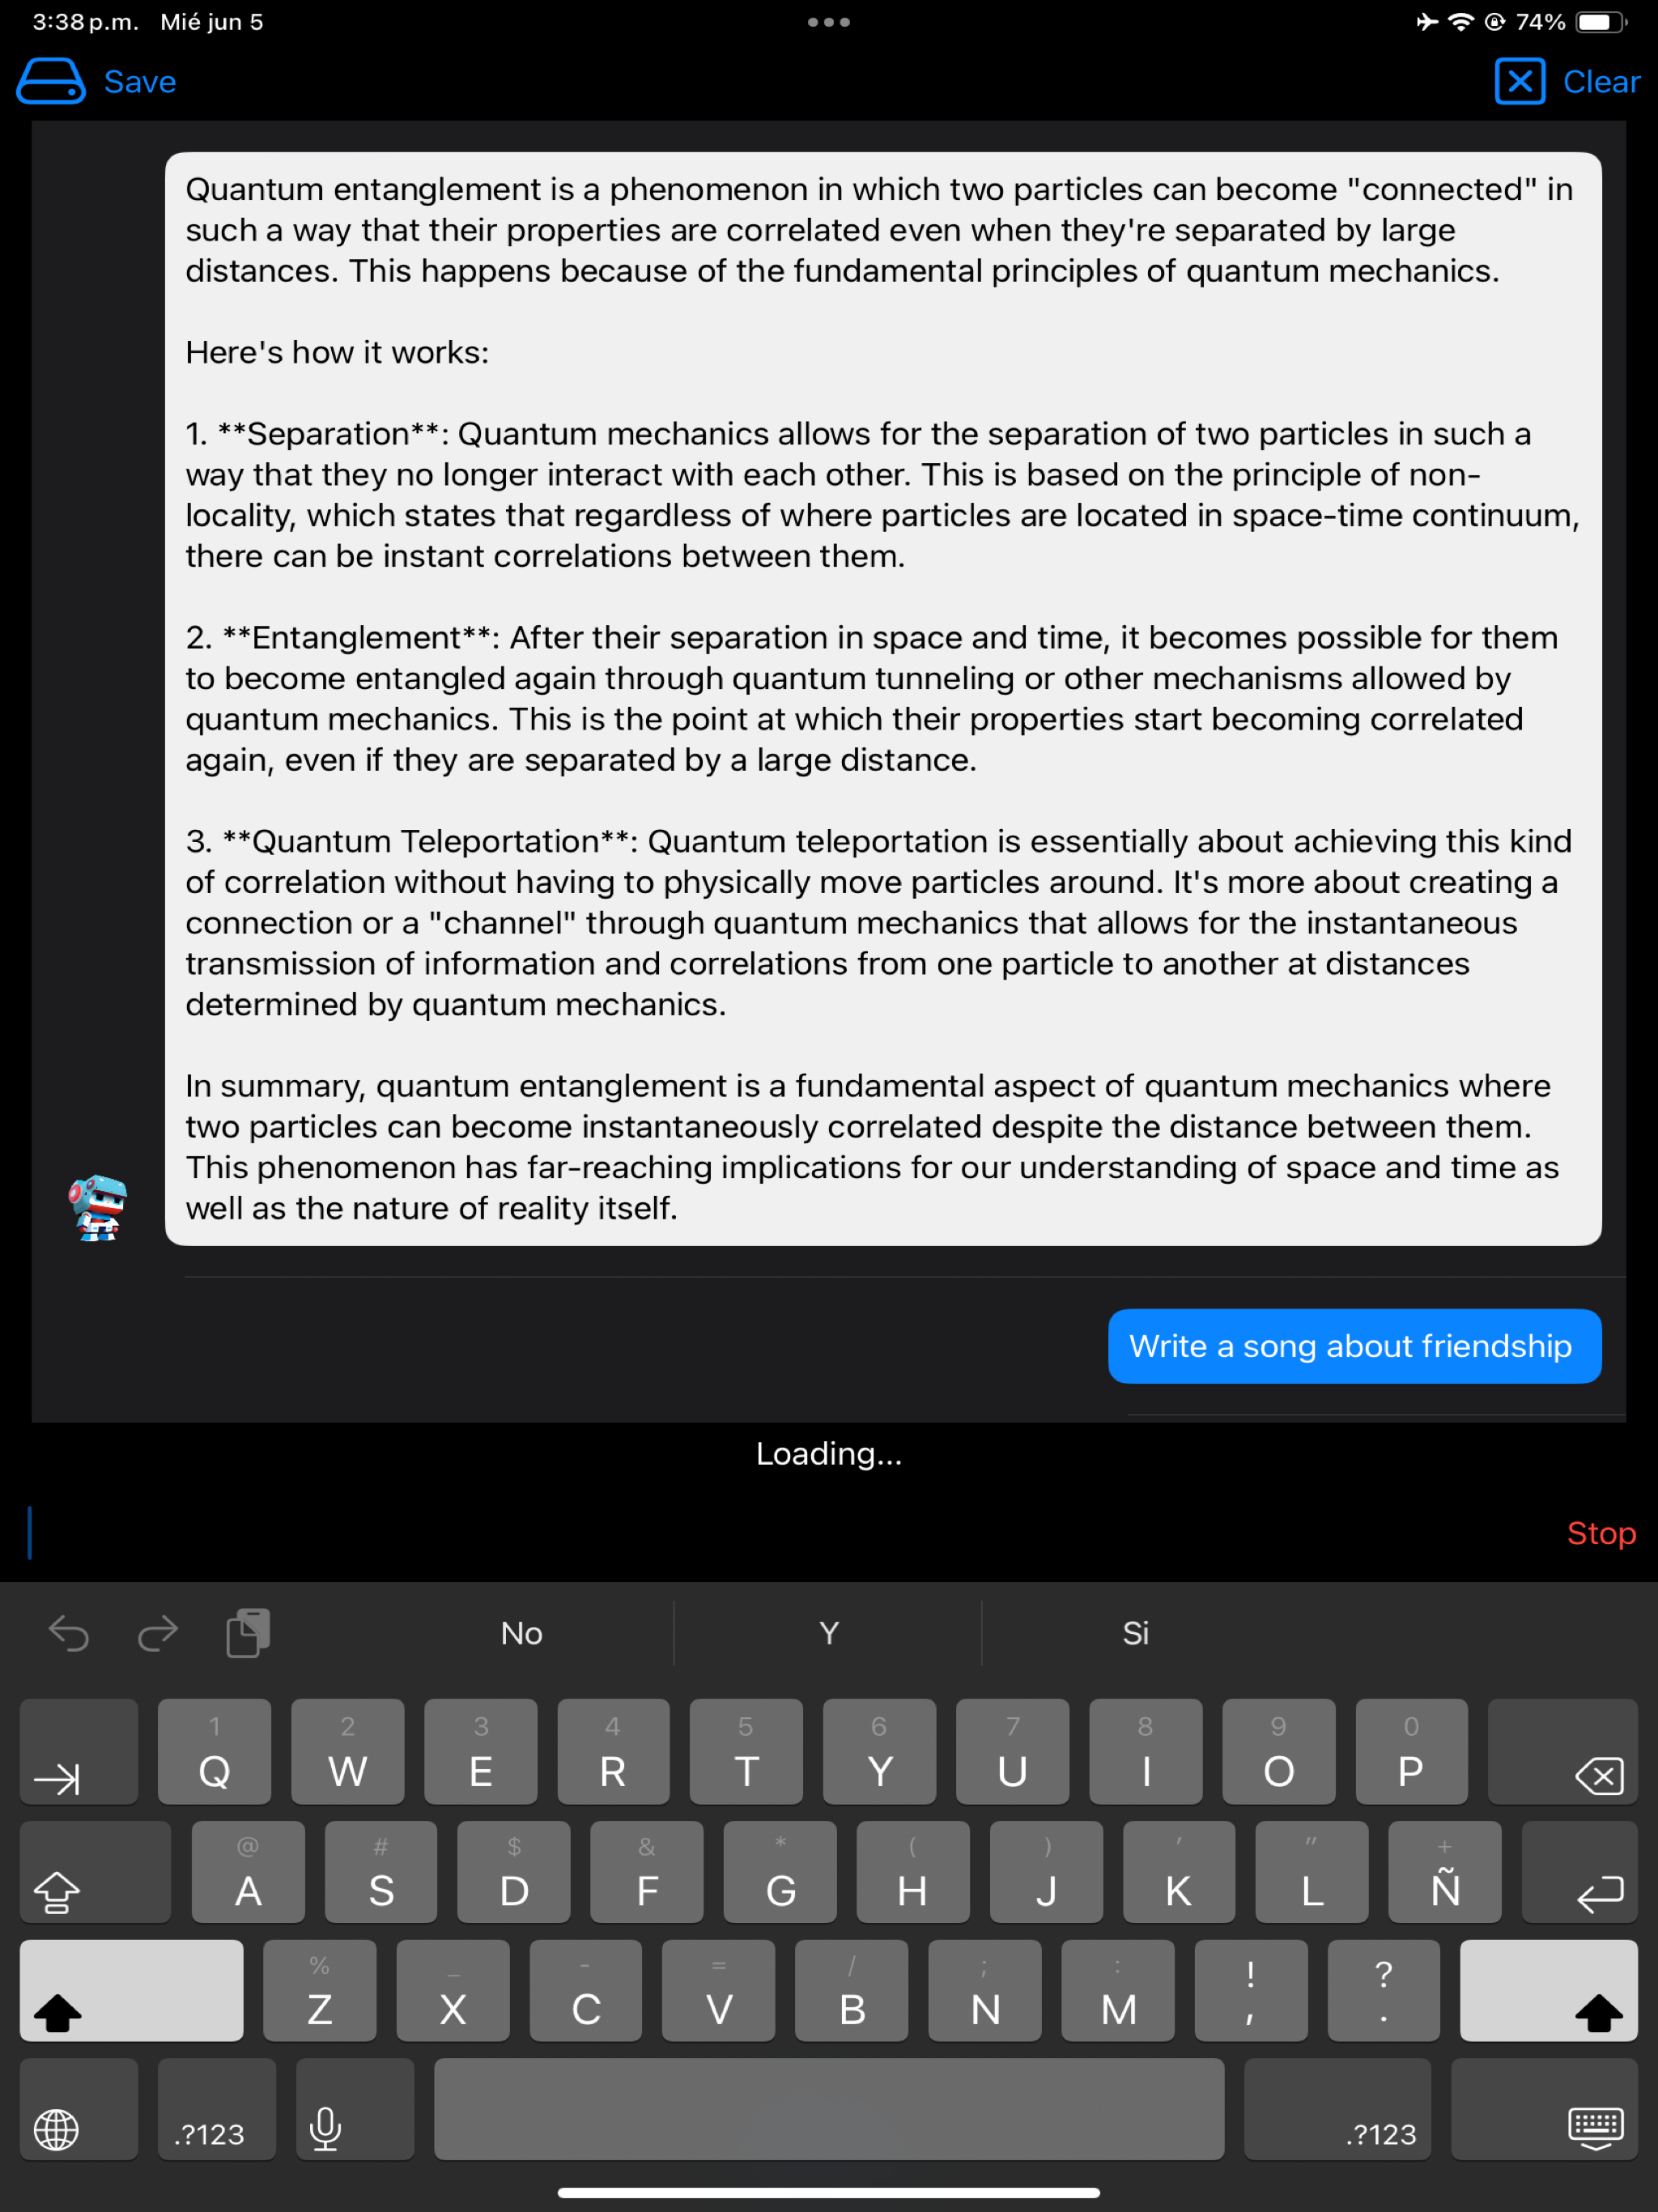 3:38 p.m. Mié jun 5
74%
Save
Clear
Quantum entanglement is a phenomenon in which two particles can become "connected" in
such a way that their properties are correlated even when they're separated by large
distances. This happens because of the fundamental principles of quantum mechanics.
Here's how it works:
1. **Separation**: Quantum mechanics allows for the separation of two particles in such a
way that they no longer interact with each other. This is based on the principle of non-
locality, which states that regardless of where particles are located in space-time continuum,
there can be instant correlations between them.
2. **Entanglement**: After their separation in space and time, it becomes possible for them
to become entangled again through quantum tunneling or other mechanisms allowed by
quantum mechanics. This is the point at which their properties start becoming correlated
again, even if they are separated by a large distance.
3. **Quantum Teleportation**: Quantum teleportation is essentially about achieving this kind
of correlation without having to physically move particles around. It's more about creating a
connection or a "channel" through quantum mechanics that allows for the instantaneous
transmission of information and correlations from one particle to another at distances
determined by quantum mechanics.
In summary, quantum entanglement is a fundamental aspect of quantum mechanics where
two particles can become instantaneously correlated despite the distance between them.
This phenomenon has far-reaching implications for our understanding of space and time as
well as the nature of reality itself.
Write a song about friendship
Loading...
Stop
No Y Si
1 2 3 4 5 6 7 8 9 0
Q W E R T Y U I O P
@ # $ & * ( ) ' " +
A S D F G H J K L Ñ
% _ - = / ; : ! ?
Z X C V B N M , .
.?123 .?123